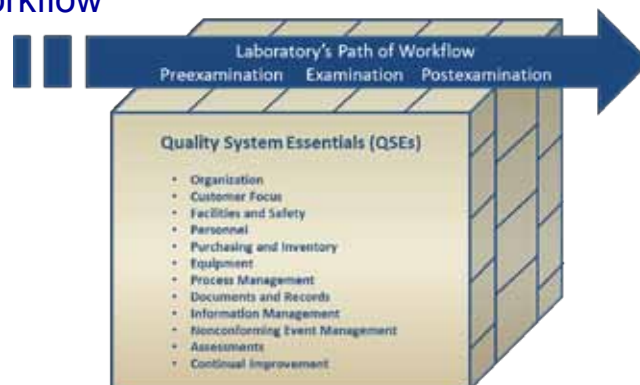 Laboratory's Path of Workflow
Preexamination Examination Postexamination
Quality System Essentials (QSEs)
• Organization
• Customer Focus
• Facilities and Safety
• Personnel
• Purchasing and Inventory
• Equipment
• Process Management
• Documents and Records
• Information Management
• Nonconforming Event Management
• Assessments
• Continual Improvement